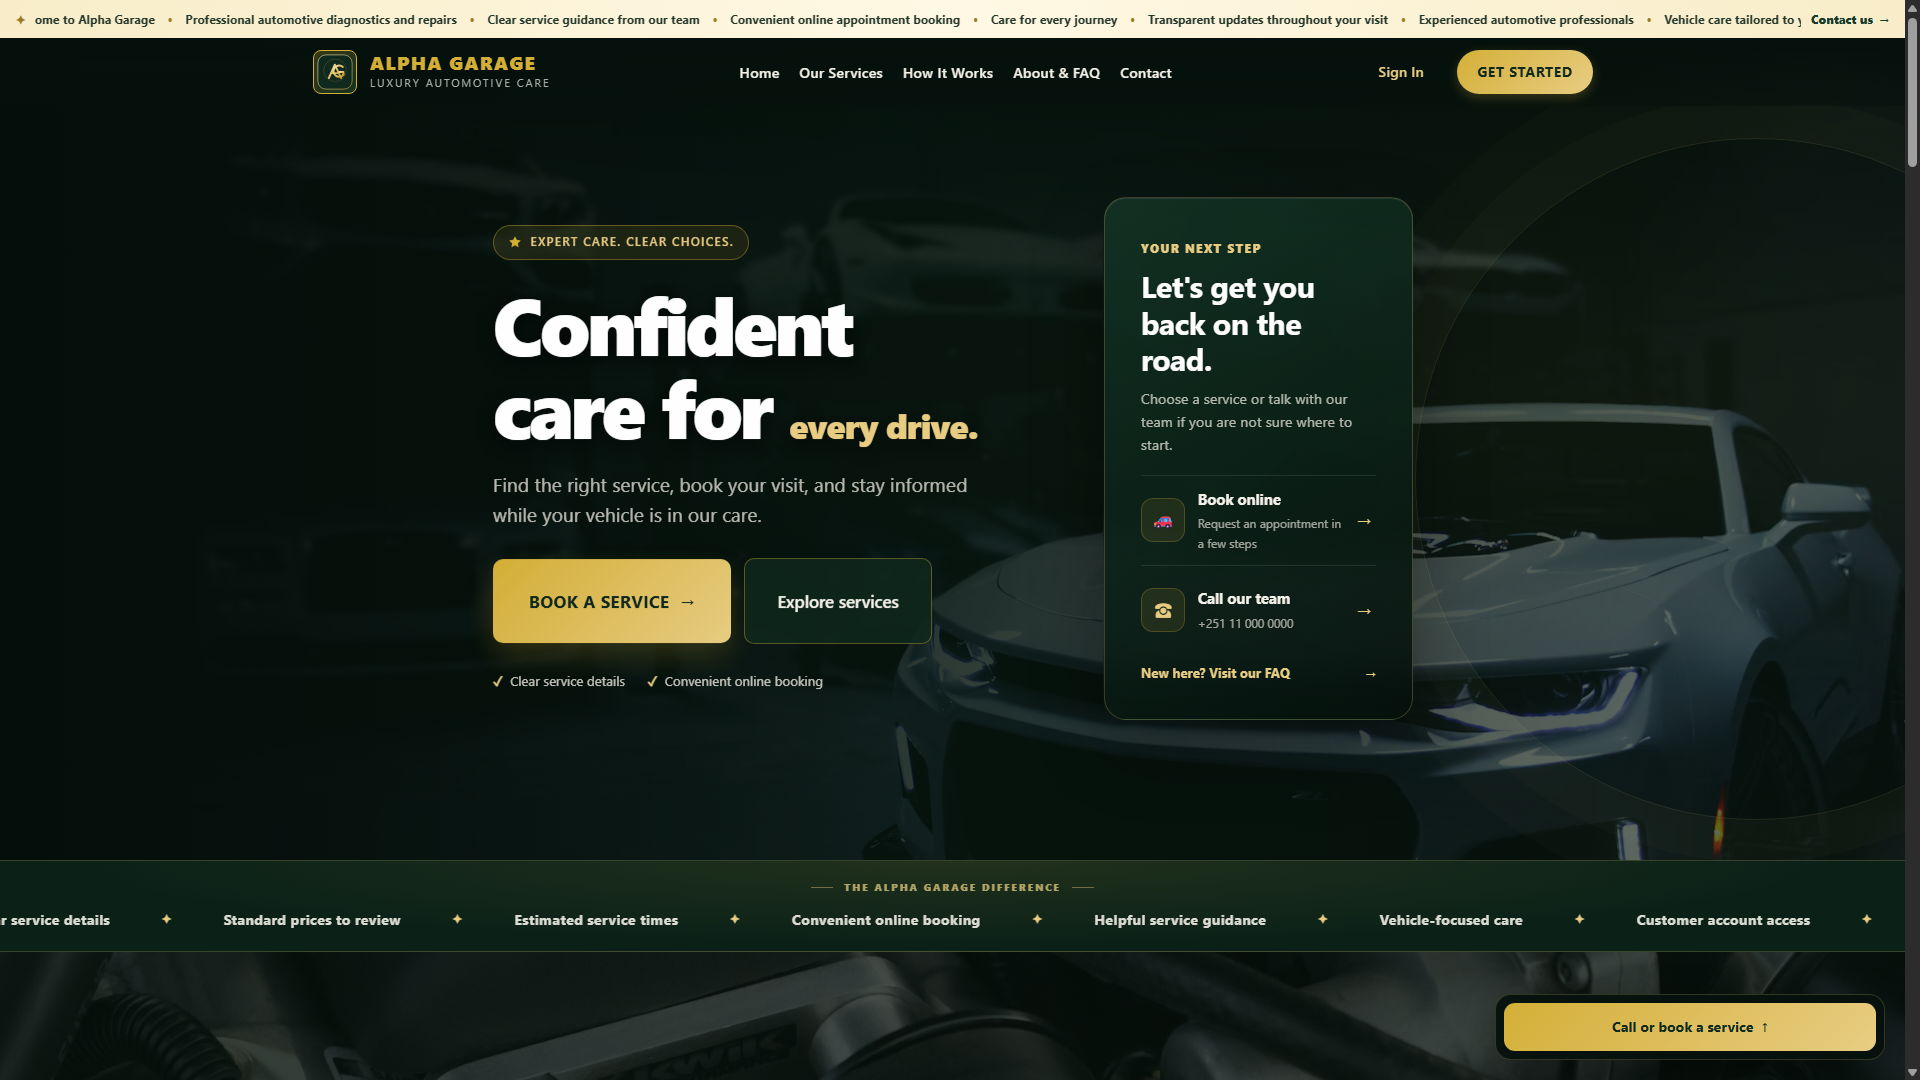 ome to Alpha Garage • Professional automotive diagnostics and repairs • Clear service guidance from our team • Convenient online appointment booking • Care for every journey • Transparent updates throughout your visit • Experienced automotive professionals • Vehicle care tailored to y
Contact us →
ALPHA GARAGE
LUXURY AUTOMOTIVE CARE
Home Our Services How It Works About & FAQ Contact
Sign In
GET STARTED
EXPERT CARE. CLEAR CHOICES.
Confident
care for every drive.
Find the right service, book your visit, and stay informed
while your vehicle is in our care.
BOOK A SERVICE →
Explore services
✓ Clear service details ✓ Convenient online booking
YOUR NEXT STEP
Let's get you
back on the
road.
Choose a service or talk with our
team if you are not sure where to
start.
Book online
Request an appointment in
a few steps
→
Call our team
+251 11 000 0000
→
New here? Visit our FAQ →
THE ALPHA GARAGE DIFFERENCE
r service details ✦ Standard prices to review ✦ Estimated service times ✦ Convenient online booking ✦ Helpful service guidance ✦ Vehicle-focused care ✦ Customer account access ✦
Call or book a service ↑